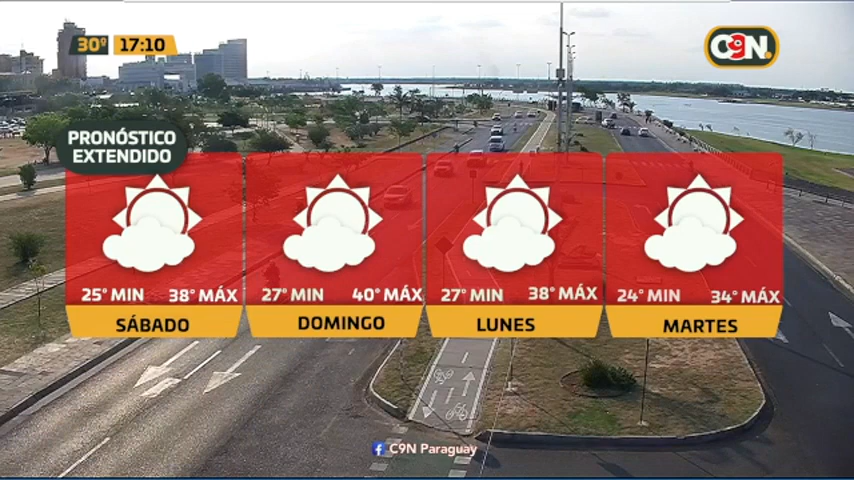 30º 17:10
C9N.
PRONÓSTICO
EXTENDIDO
25° MIN 38° MÁX
27° MIN 40° MÁX
27° MIN 38° MÁX
24° MIN 34° MÁX
SÁBADO
DOMINGO
LUNES
MARTES
C9N Paraguay